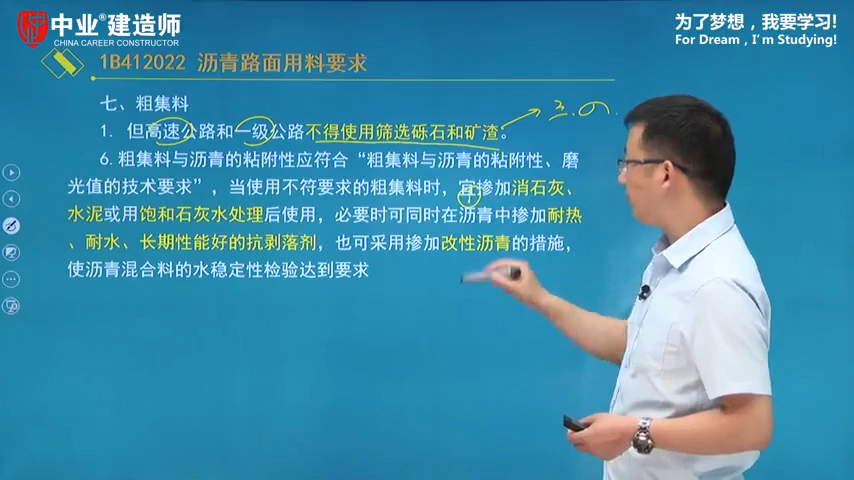 中业®建造师
CHINA CAREER CONSTRUCTOR
为了梦想，我要学习!
For Dream , I'm Studying!
1B412022 沥青路面用料要求
七、粗集料
1. 但高速公路和一级公路不得使用筛选砾石和矿渣。
6. 粗集料与沥青的粘附性应符合“粗集料与沥青的粘附性、磨
光值的技术要求”，当使用不符要求的粗集料时，宜掺加消石灰、
水泥或用饱和石灰水处理后使用，必要时可同时在沥青中掺加耐热
、耐水、长期性能好的抗剥落剂，也可采用掺加改性沥青的措施，
使沥青混合料的水稳定性检验达到要求